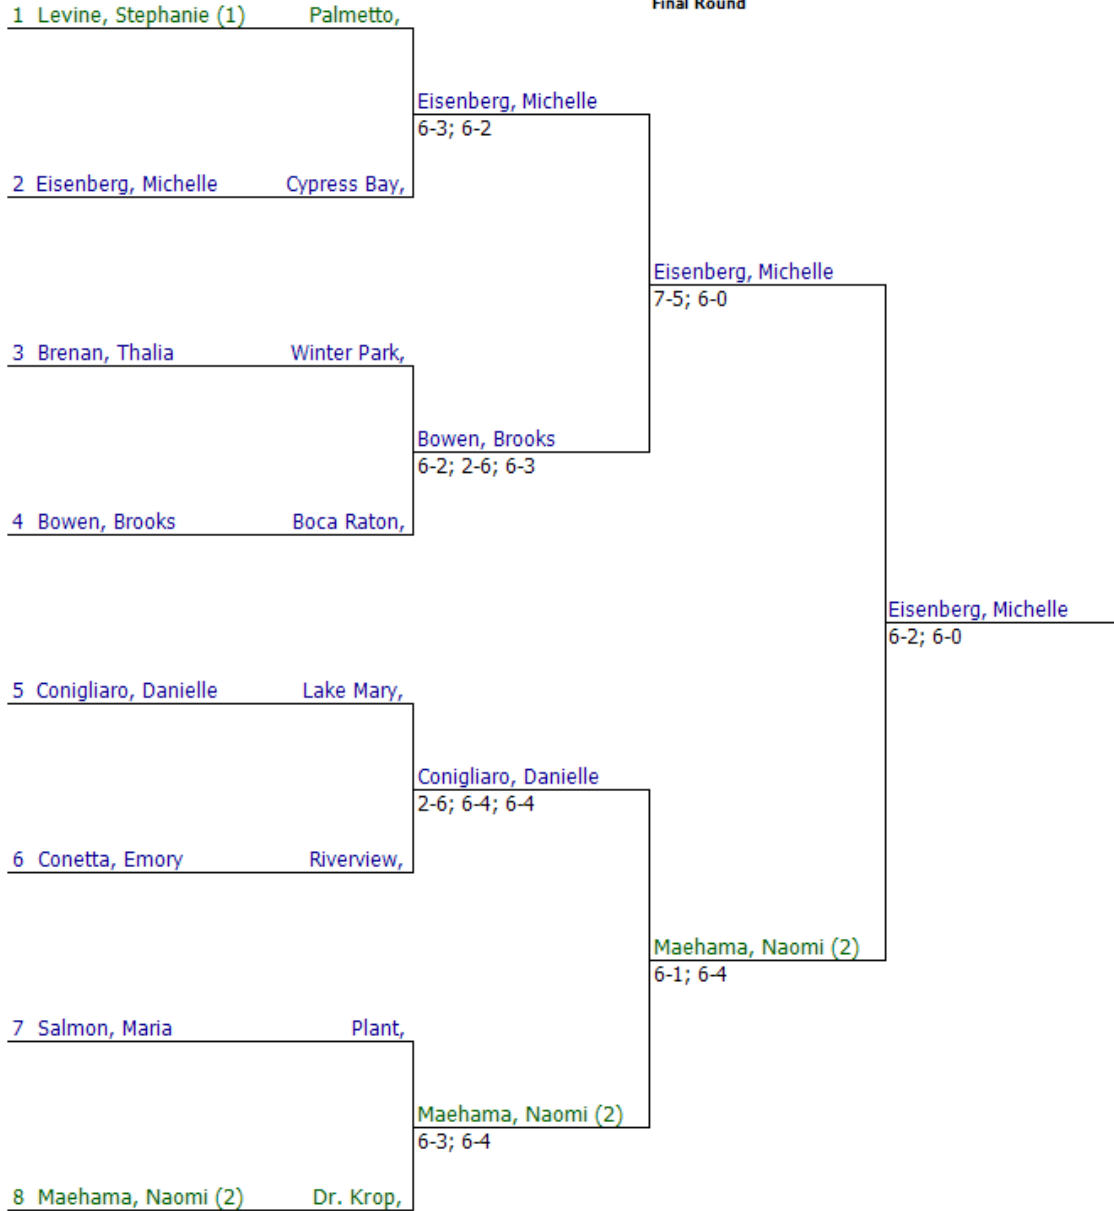 Final Round
1 Levine, Stephanie (1) Palmetto,
Eisenberg, Michelle
6-3; 6-2
2 Eisenberg, Michelle Cypress Bay,
Eisenberg, Michelle
7-5; 6-0
3 Brenan, Thalia Winter Park,
Bowen, Brooks
6-2; 2-6; 6-3
4 Bowen, Brooks Boca Raton,
Eisenberg, Michelle
6-2; 6-0
5 Conigliaro, Danielle Lake Mary,
Conigliaro, Danielle
2-6; 6-4; 6-4
6 Conetta, Emory Riverview,
Maehama, Naomi (2)
6-1; 6-4
7 Salmon, Maria Plant,
Maehama, Naomi (2)
6-3; 6-4
8 Maehama, Naomi (2) Dr. Krop,